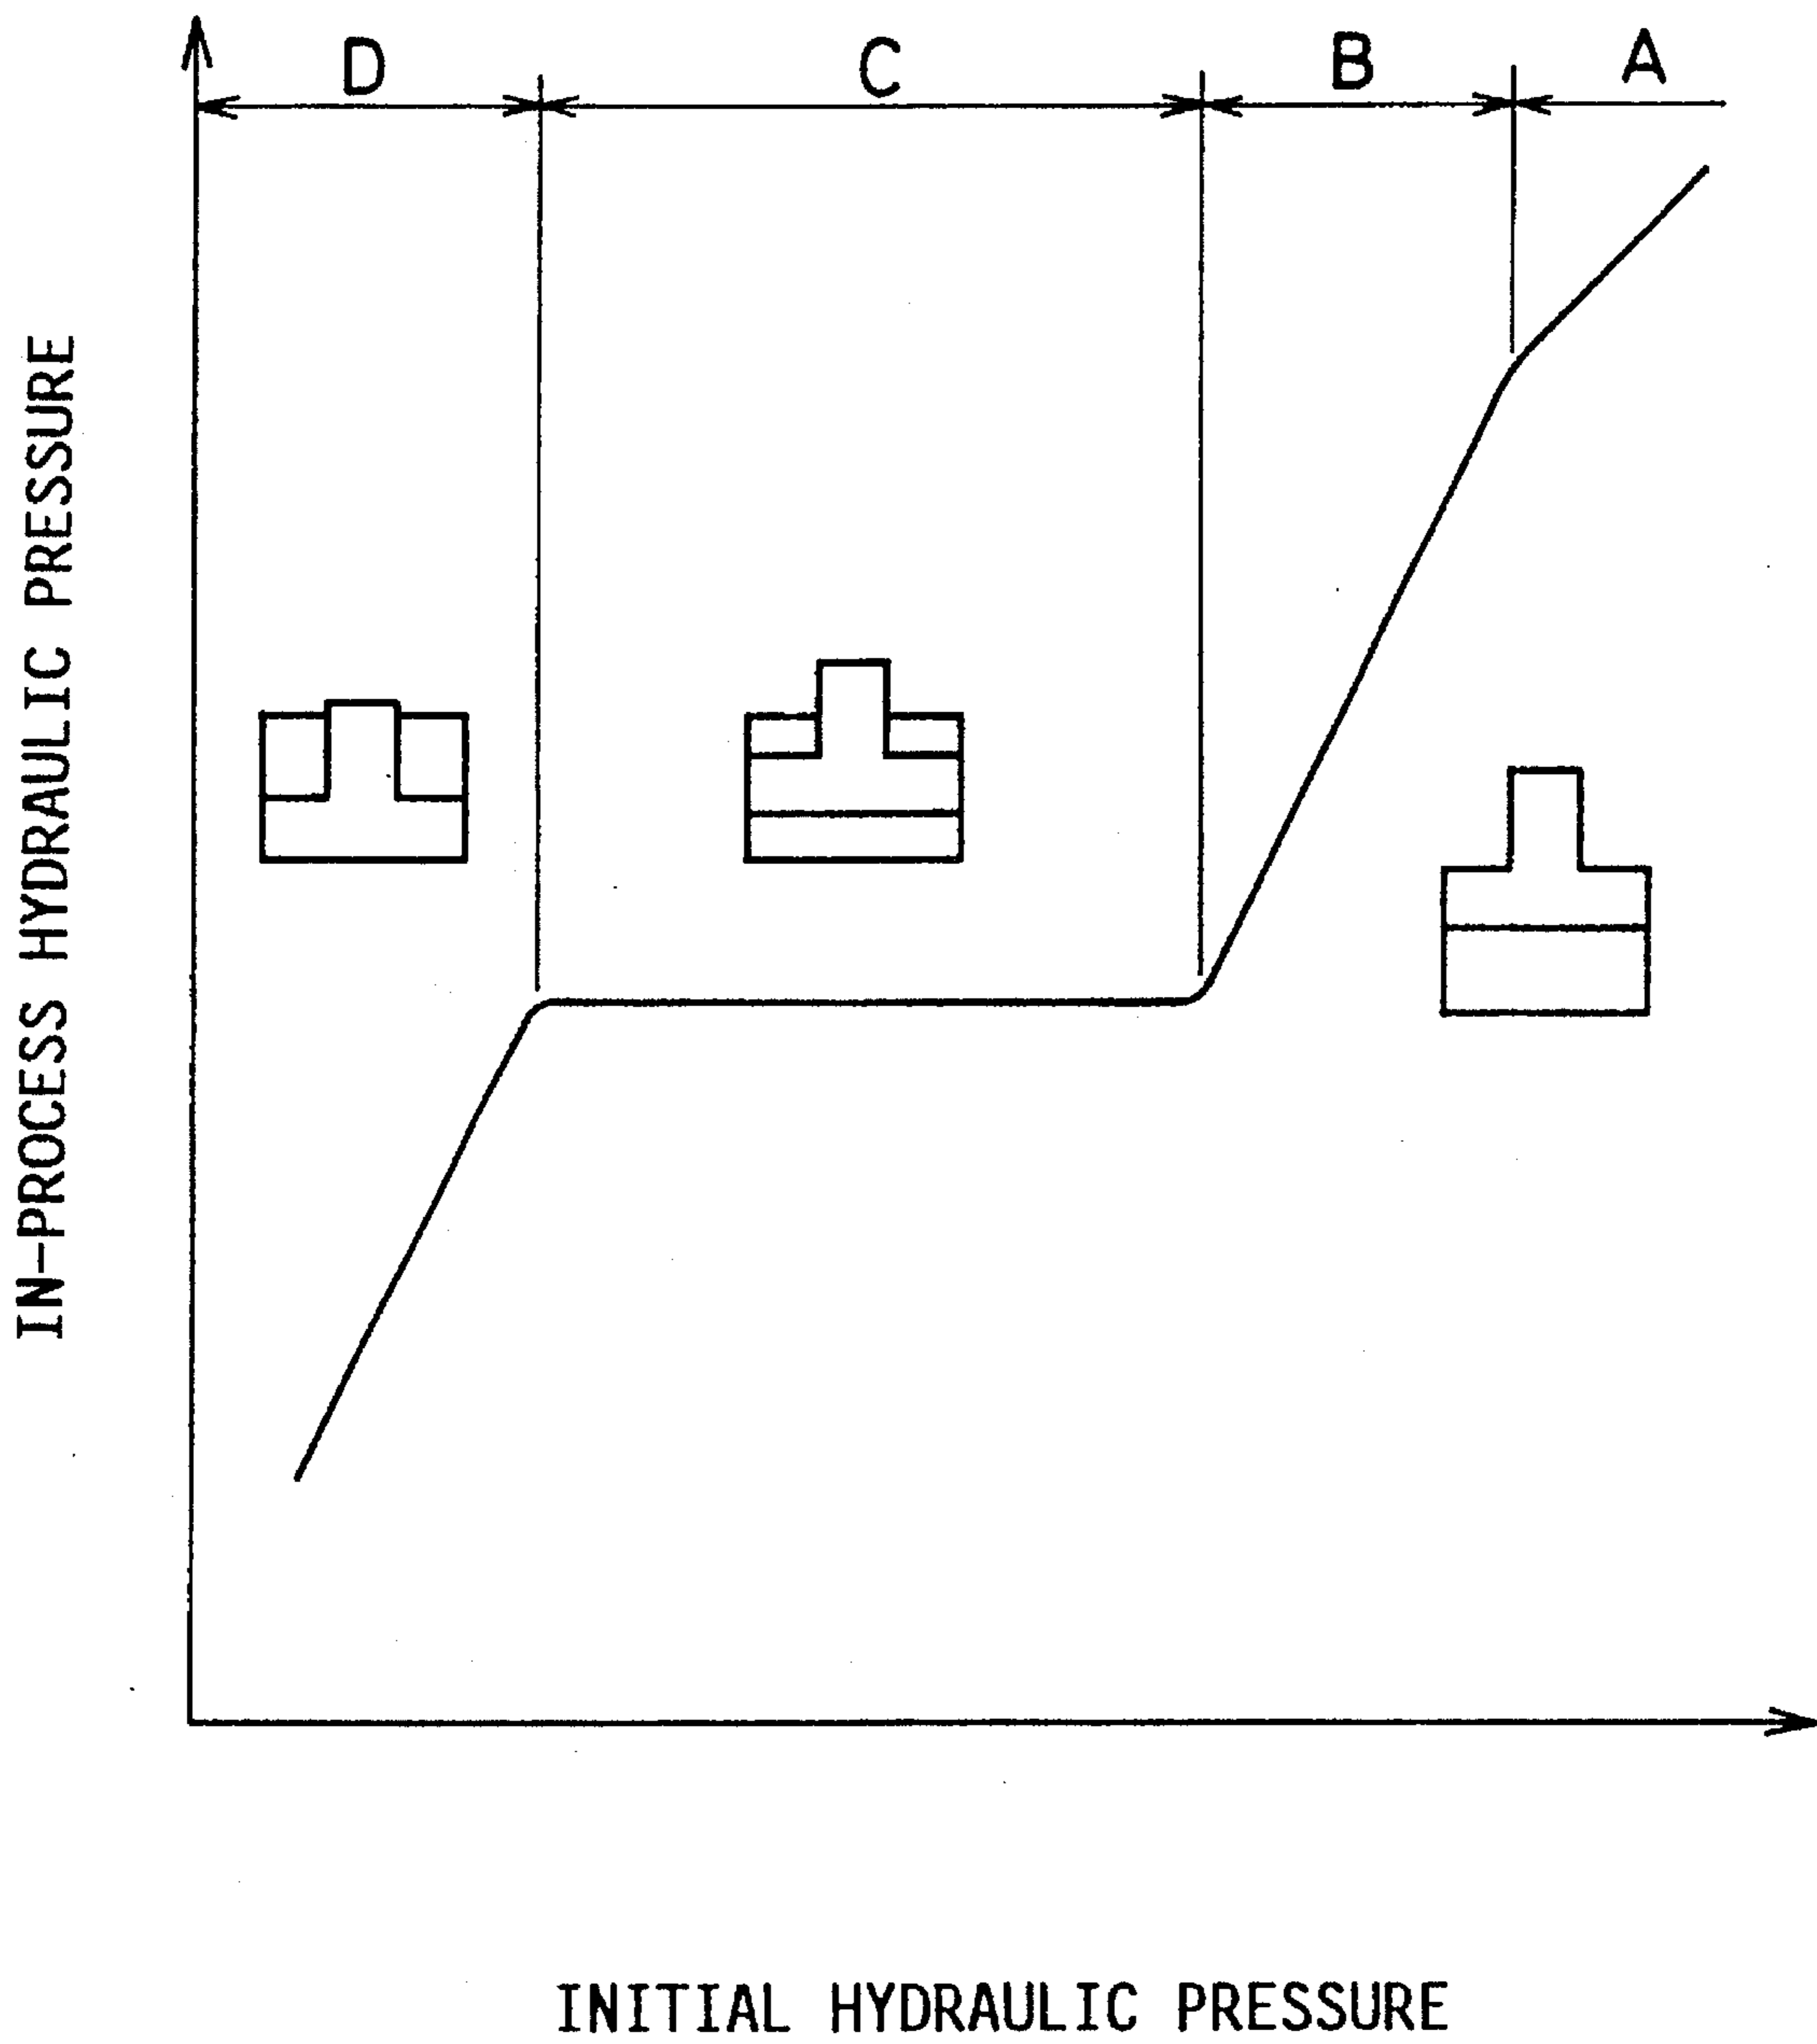 D C B A
IN-PROCESS HYDRAULIC PRESSURE
INITIAL HYDRAULIC PRESSURE